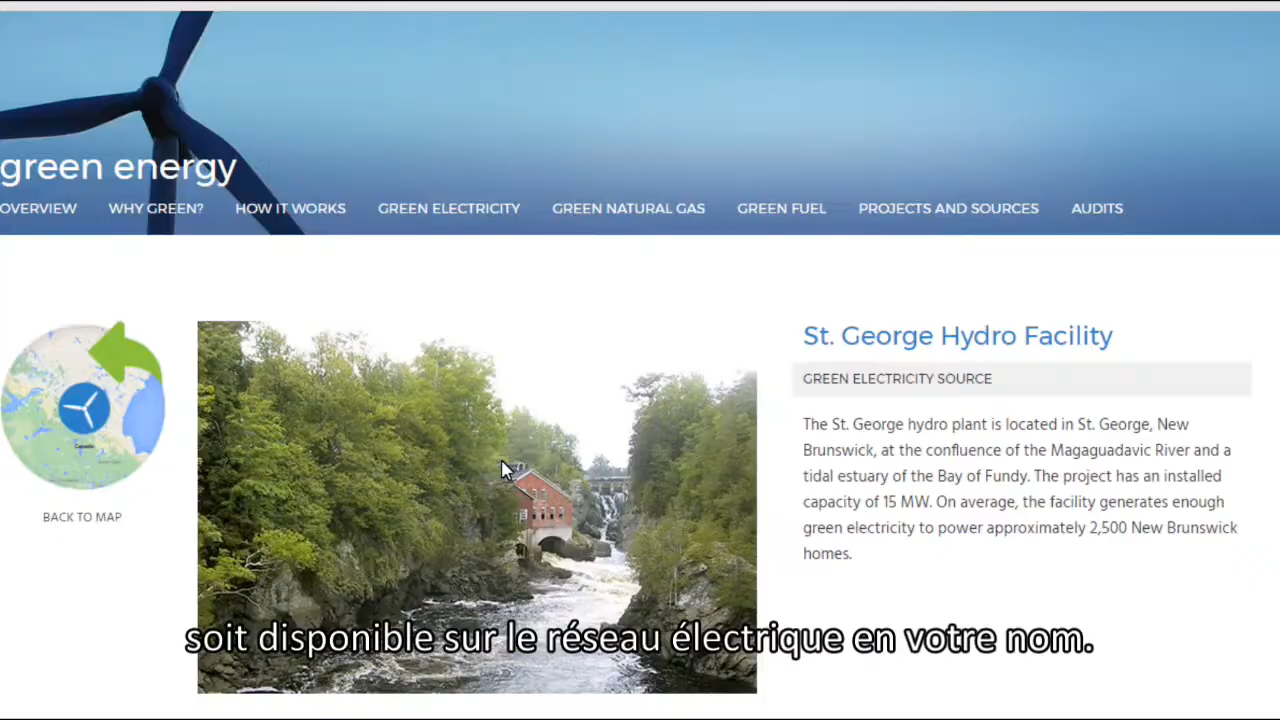 green energy
OVERVIEW WHY GREEN? HOW IT WORKS GREEN ELECTRICITY GREEN NATURAL GAS GREEN FUEL PROJECTS AND SOURCES AUDITS
Canada
BACK TO MAP
St. George Hydro Facility
GREEN ELECTRICITY SOURCE
The St. George hydro plant is located in St. George, New
Brunswick, at the confluence of the Magaguadavic River and a
tidal estuary of the Bay of Fundy. The project has an installed
capacity of 15 MW. On average, the facility generates enough
green electricity to power approximately 2,500 New Brunswick
homes.
soit disponible sur le réseau électrique en votre nom.